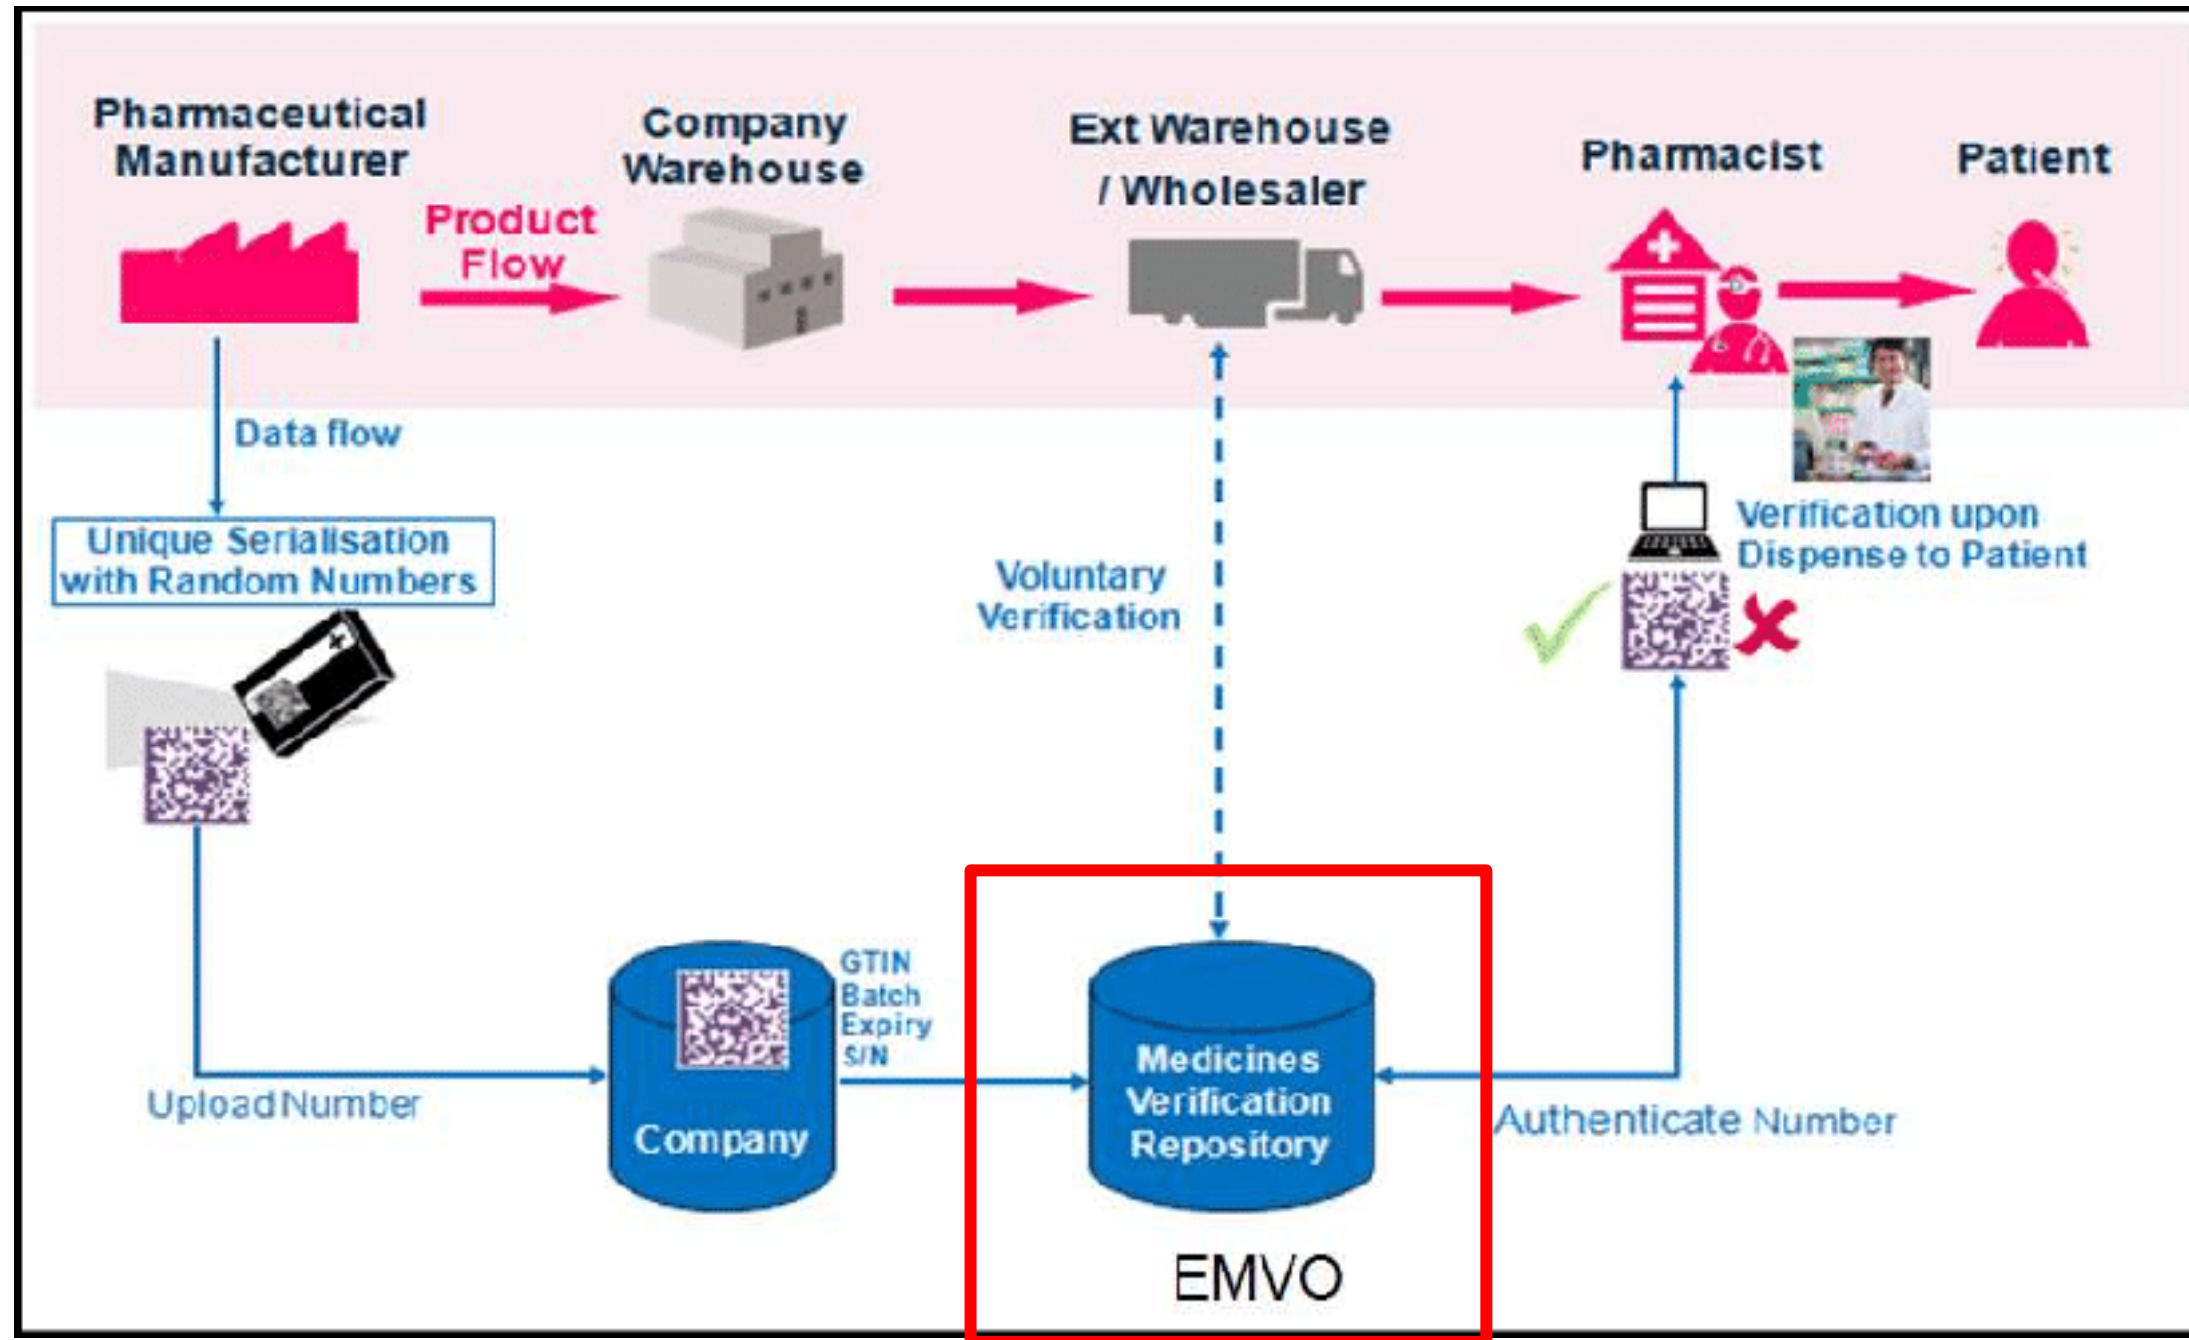 Pharmaceutical
Manufacturer
Company
Warehouse
Ext Warehouse
/ Wholesaler
Pharmacist
Patient
Product
Flow
Data flow
Unique Serialisation
with Random Numbers
Voluntary
Verification
Verification upon
Dispense to Patient
GTIN
Batch
Expiry
S/N
Upload Number
Company
Medicines
Verification
Repository
Authenticate Number
EMVO